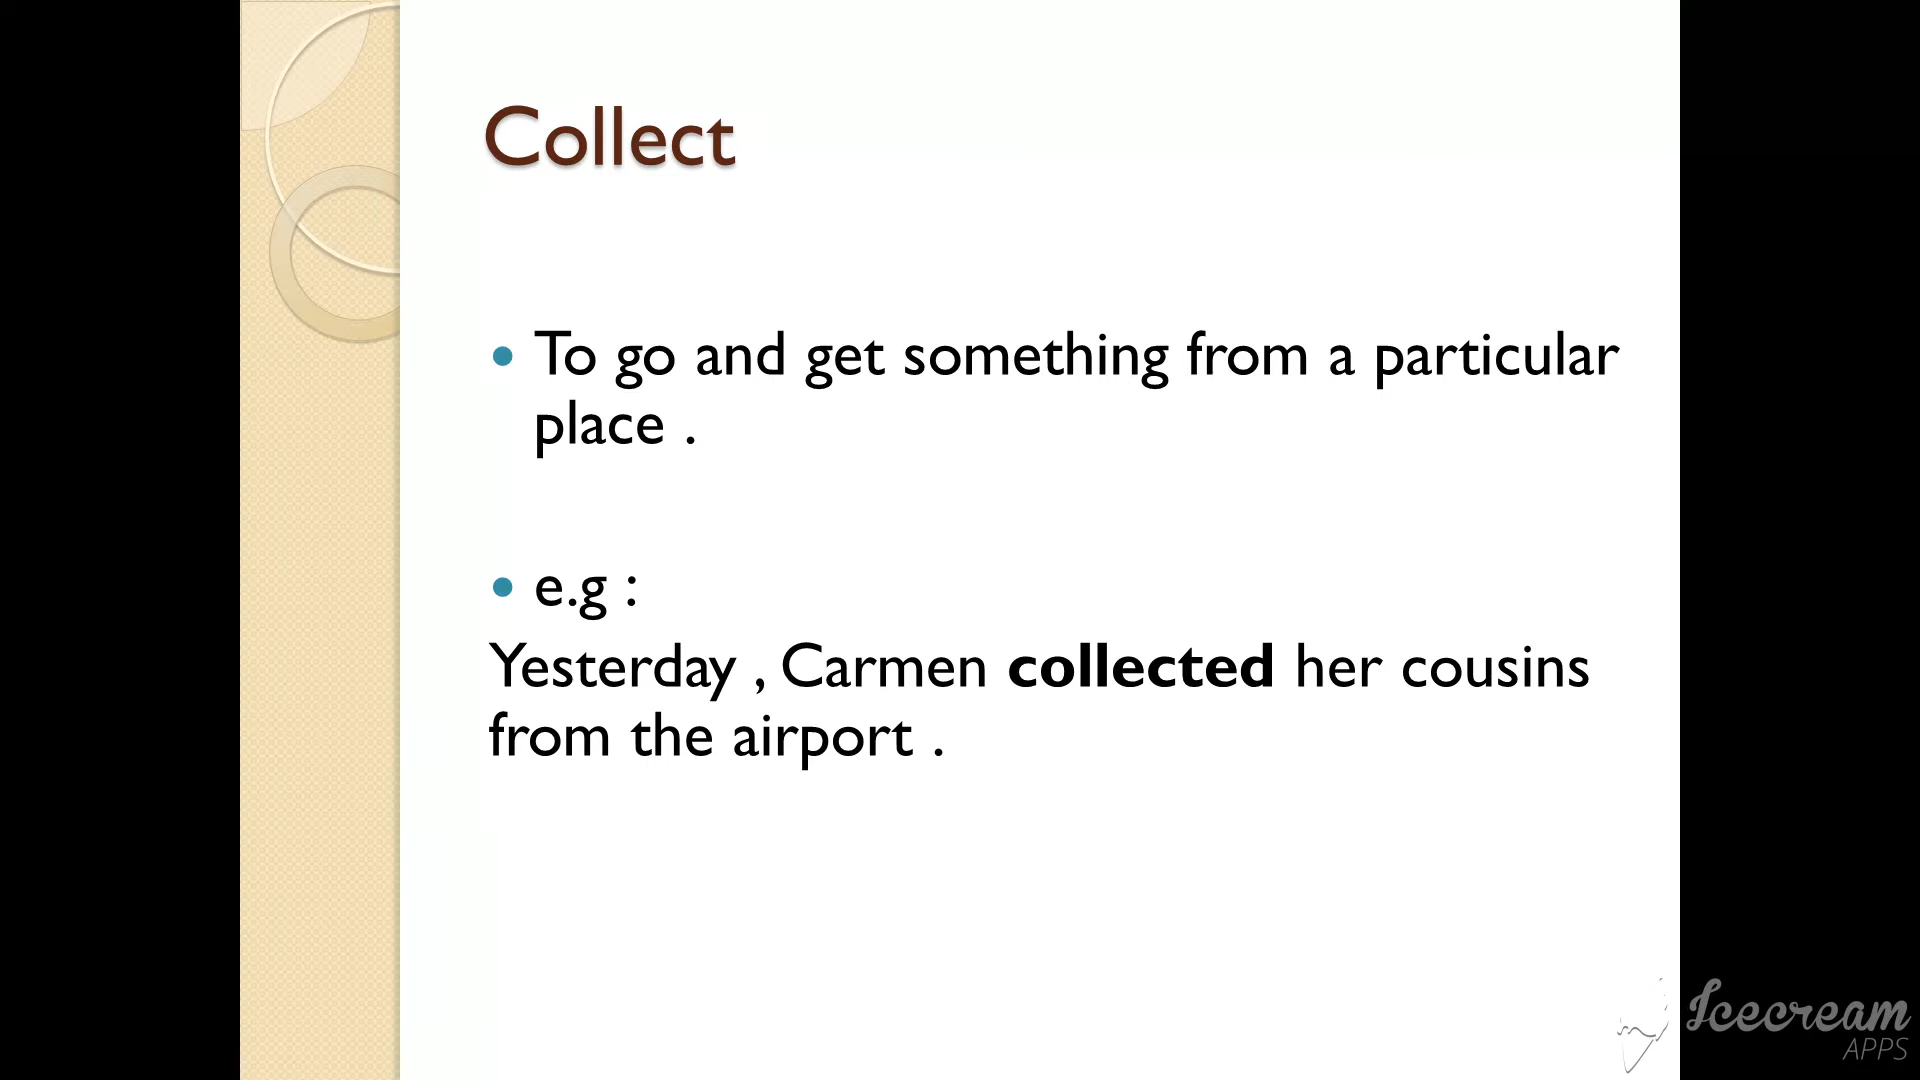 Collect
To go and get something from a particular
place .
e.g :
Yesterday , Carmen collected her cousins
from the airport .
Icecream
APPS